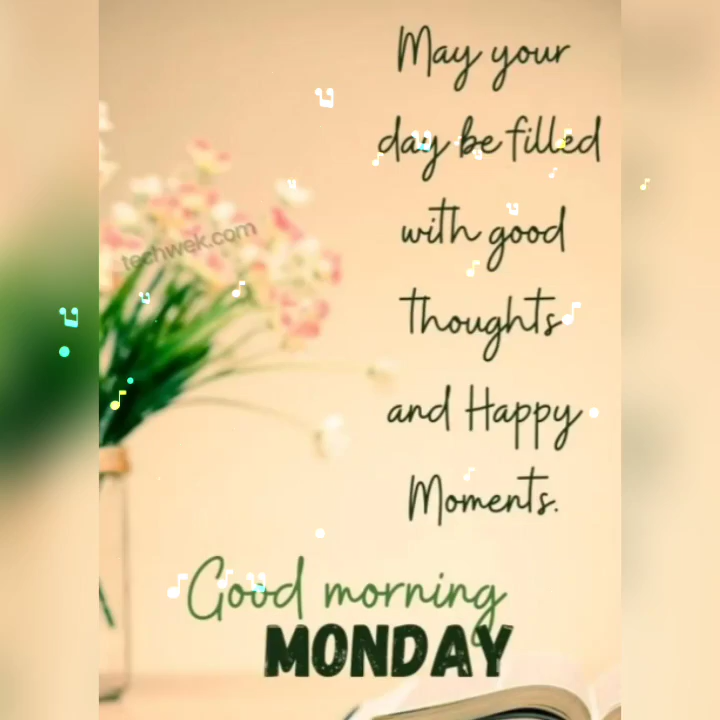 May your
day be filled
with good
thoughts
and Happy
Moments.
techwek.com
Good morning
MONDAY